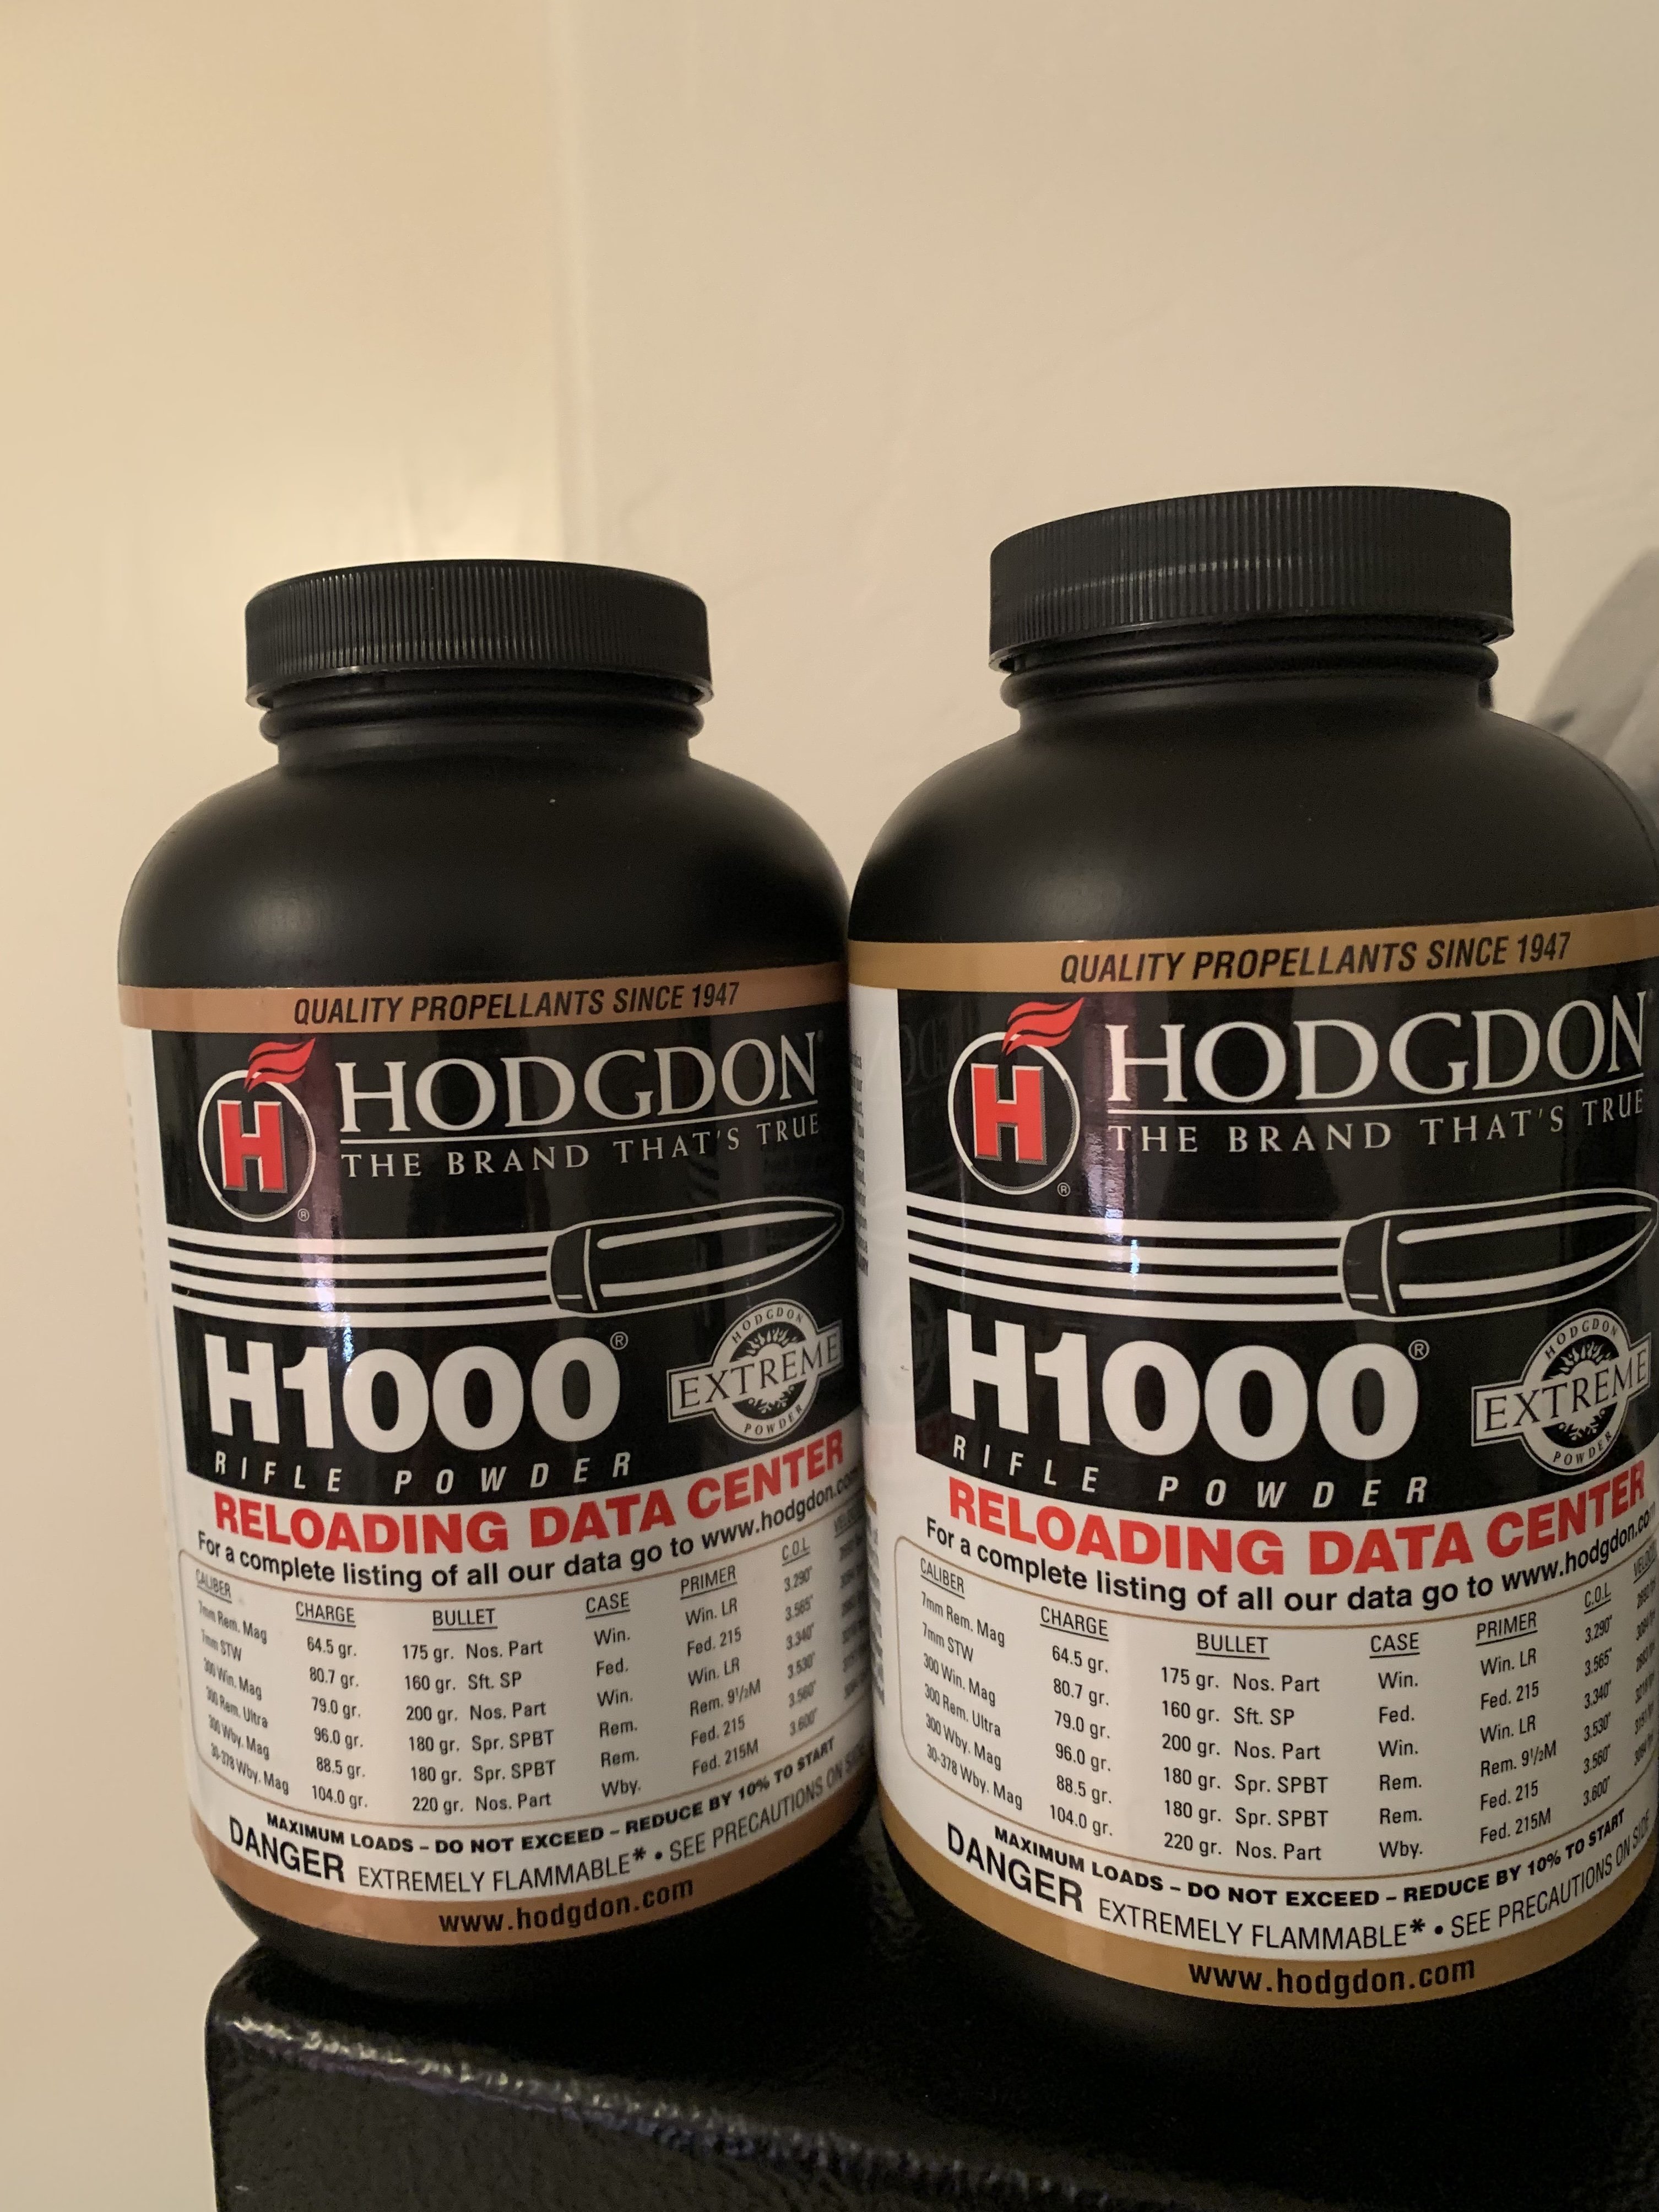 QUALITY PROPELLANTS SINCE 1947
H HODGDON®
THE BRAND THAT'S TRUE
®
H1000®
HODGDON
EXTREME
POWDER
RIFLE POWDER
RELOADING DATA CENTER
For a complete listing of all our data go to www.hodgdon.com
CALIBER CHARGE BULLET CASE PRIMER C.O.L
7mm Rem. Mag 64.5 gr. 175 gr. Nos. Part Win. Win. LR 3.290"
7mm STW 80.7 gr. 160 gr. Sft. SP Fed. Fed. 215 3.565"
300 Win. Mag 79.0 gr. 200 gr. Nos. Part Win. Win. LR 3.340"
300 Rem. Ultra 96.0 gr. 180 gr. Spr. SPBT Rem. Rem. 9½M 3.530"
300 Wby. Mag 88.5 gr. 180 gr. Spr. SPBT Rem. Fed. 215 3.560"
30-378 Wby. Mag 104.0 gr. 220 gr. Nos. Part Wby. Fed. 215M 3.600"
MAXIMUM LOADS – DO NOT EXCEED – REDUCE BY 10% TO START
DANGER EXTREMELY FLAMMABLE* • SEE PRECAUTIONS ON SIDE
www.hodgdon.com
QUALITY PROPELLANTS SINCE 1947
H HODGDON
THE BRAND THAT'S TRUE
®
H1000®
HODGDON
EXTREME
POWDER
RIFLE POWDER
RELOADING DATA CENTER
For a complete listing of all our data go to www.hodgdon.com
CALIBER CHARGE BULLET CASE PRIMER C.O.L
7mm Rem. Mag 64.5 gr. 175 gr. Nos. Part Win. Win. LR 3.290"
7mm STW 80.7 gr. 160 gr. Sft. SP Fed. Fed. 215 3.565"
300 Win. Mag 79.0 gr. 200 gr. Nos. Part Win. Win. LR 3.340"
300 Rem. Ultra 96.0 gr. 180 gr. Spr. SPBT Rem. Rem. 9½M 3.530"
300 Wby. Mag 88.5 gr. 180 gr. Spr. SPBT Rem. Fed. 215 3.560"
30-378 Wby. Mag 104.0 gr. 220 gr. Nos. Part Wby. Fed. 215M 3.600"
MAXIMUM LOADS – DO NOT EXCEED – REDUCE BY 10% TO START
DANGER EXTREMELY FLAMMABLE* • SEE PRECAUTIONS ON SIDE
www.hodgdon.com